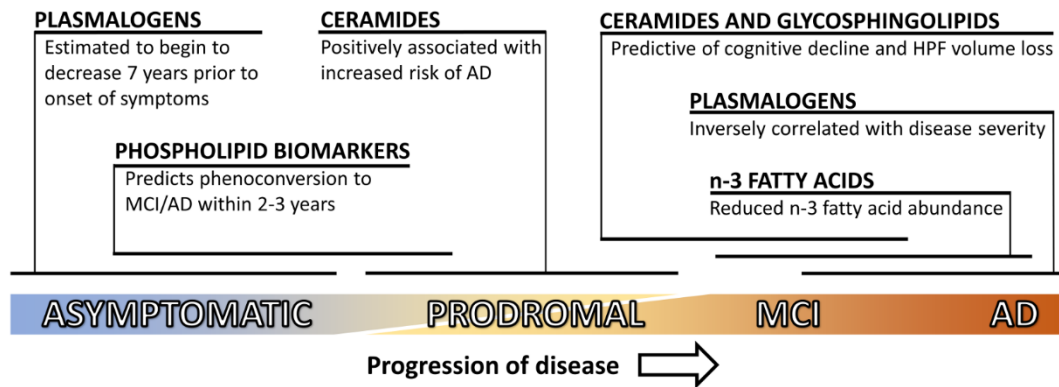 PLASMALOGENS
Estimated to begin to
decrease 7 years prior to
onset of symptoms
CERAMIDES
Positively associated with
increased risk of AD
CERAMIDES AND GLYCOSPHINGOLIPIDS
Predictive of cognitive decline and HPF volume loss
PLASMALOGENS
Inversely correlated with disease severity
PHOSPHOLIPID BIOMARKERS
Predicts phenoconversion to
MCI/AD within 2-3 years
n-3 FATTY ACIDS
Reduced n-3 fatty acid abundance
ASYMPTOMATIC PRODROMAL MCI AD
Progression of disease